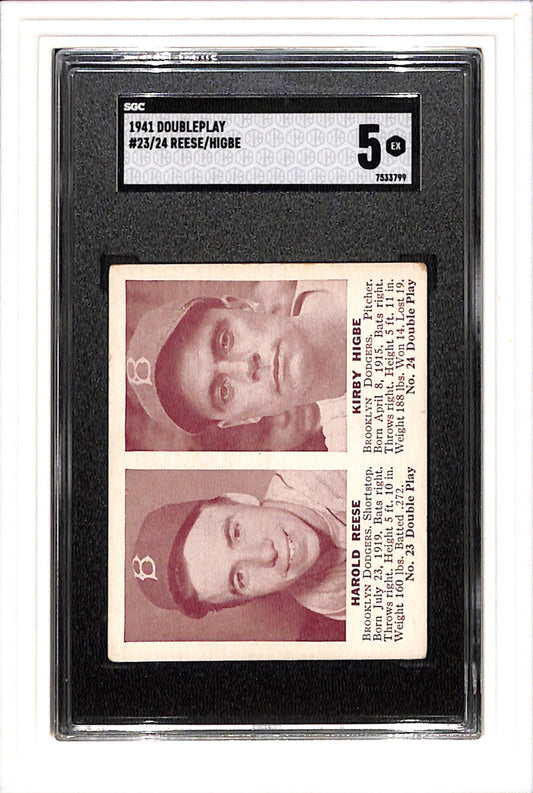 SGC
1941 DOUBLEPLAY
#23/24 REESE/HIGBE
5 EX
7533799
B
KIRBY HIGBE
BROOKLYN DODGERS, Pitcher.
Born April 8, 1915. Bats right.
Throws right. Height 5 ft. 11 in.
Weight 188 lbs. Won 14. Lost 19.
No. 24 Double Play
B
HAROLD REESE
BROOKLYN DODGERS, Shortstop.
Born July 23, 1919. Bats right.
Throws right. Height 5 ft. 10 in.
Weight 160 lbs. Batted .272.
No. 23 Double Play